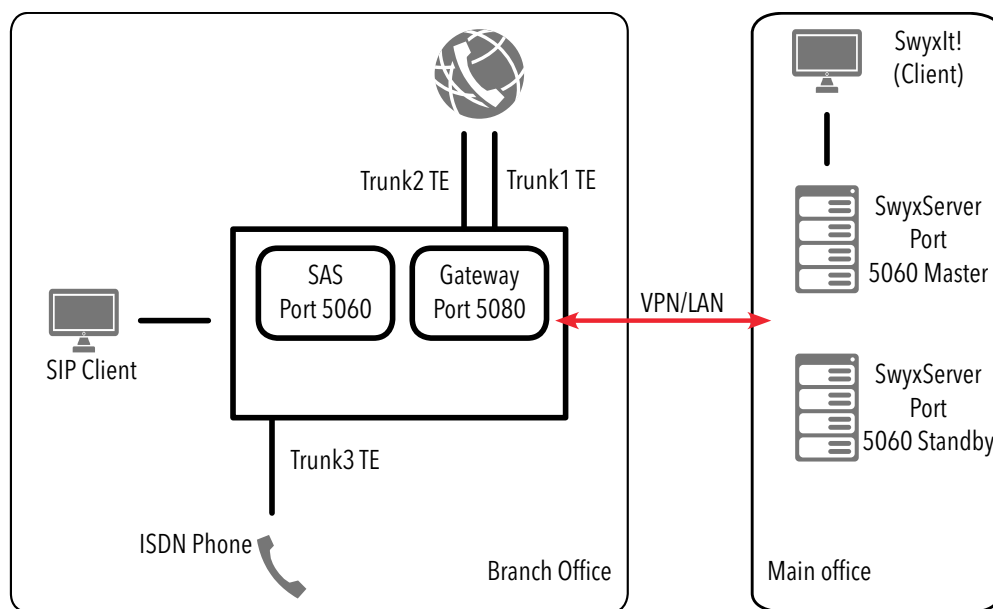 SwyxIt!
(Client)
Trunk2 TE
Trunk1 TE
SwyxServer
Port
5060 Master
SAS
Port 5060
Gateway
Port 5080
VPN/LAN
SIP Client
SwyxServer
Port
5060 Standby
Trunk3 TE
ISDN Phone
Branch Office
Main office